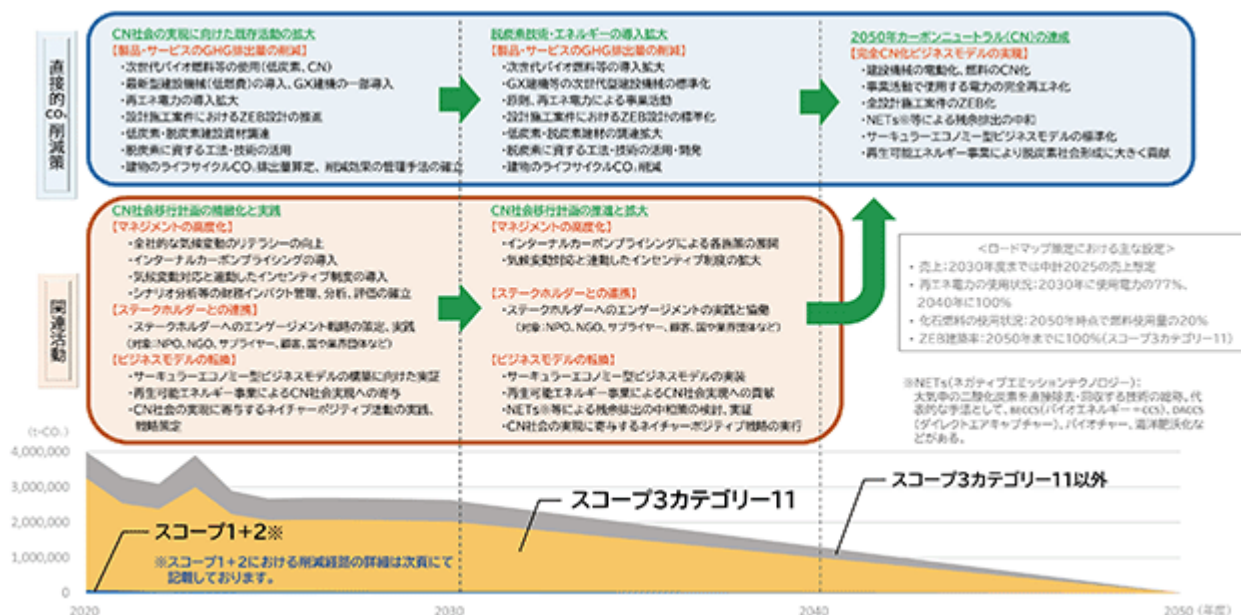 直接的CO₂削減策
CN社会の実現に向けた既存活動の拡大
【製品・サービスのGHG排出量の削減】
・次世代バイオ燃料等の使用(低炭素、CN)
・最新型建設機械(低燃費)の導入、GX建機の一部導入
・再エネ電力の導入拡大
・設計施工案件におけるZEB設計の推進
・低炭素・脱炭素建設資材調達
・脱炭素に資する工法・技術の活用
・建物のライフサイクルCO₂排出量算定、削減効果の管理手法の確立
脱炭素技術・エネルギーの導入拡大
【製品・サービスのGHG排出量の削減】
・次世代バイオ燃料等の導入拡大
・GX建機等の次世代型建設機械の標準化
・原則、再エネ電力による事業活動
・設計施工案件におけるZEB設計の標準化
・低炭素・脱炭素建材の調達拡大
・脱炭素に資する工法・技術の活用・開発
・建物のライフサイクルCO₂削減
2050年カーボンニュートラル(CN)の達成
【完全CN化ビジネスモデルの実現】
・建設機械の電動化、燃料のCN化
・事業活動で使用する電力の完全再エネ化
・全設計施工案件のZEB化
・NETs※等による残余排出の中和
・サーキュラーエコノミー型ビジネスモデルの標準化
・再生可能エネルギー事業により脱炭素社会形成に大きく貢献
関連活動
CN社会移行計画の精緻化と実践
【マネジメントの高度化】
・全社的な気候変動のリテラシーの向上
・インターナルカーボンプライシングの導入
・気候変動対応と連動したインセンティブ制度の導入
・シナリオ分析等の財務インパクト管理、分析、評価の確立
【ステークホルダーとの連携】
・ステークホルダーへのエンゲージメント戦略の策定、実践
(対象:NPO、NGO、サプライヤー、顧客、国や業界団体など)
【ビジネスモデルの転換】
・サーキュラーエコノミー型ビジネスモデルの構築に向けた実証
・再生可能エネルギー事業によるCN社会実現への寄与
・CN社会の実現に寄与するネイチャーポジティブ活動の実践、
戦略策定
CN社会移行計画の推進と拡大
【マネジメントの高度化】
・インターナルカーボンプライシングによる各施策の展開
・気候変動対応と連動したインセンティブ制度の拡大
【ステークホルダーとの連携】
・ステークホルダーへのエンゲージメントの実践と協働
(対象:NPO、NGO、サプライヤー、顧客、国や業界団体など)
【ビジネスモデルの転換】
・サーキュラーエコノミー型ビジネスモデルの実装
・再生可能エネルギー事業によるCN社会実現への貢献
・NETs※等による残余排出の中和策の検討、実証
・CN社会の実現に寄与するネイチャーポジティブ戦略の実行
<ロードマップ策定における主な設定>
・売上:2030年度までは中計2025の売上想定
・再エネ電力の使用状況:2030年に使用電力の77%、
2040年に100%
・化石燃料の使用状況:2050年時点で燃料使用量の20%
・ZEB建築率:2050年までに100%(スコープ3カテゴリー11)
※NETs(ネガティブエミッションテクノロジー):
大気中の二酸化炭素を直接除去・回収する技術の総称。代
表的な手法として、BECCS(バイオエネルギー+CCS)、DACCS
(ダイレクトエアキャプチャー)、バイオチャー、海洋肥沃化な
どがある。
(t-CO₂)
4,000,000
3,000,000
2,000,000
1,000,000
0
スコープ1+2※
※スコープ1+2における削減経路の詳細は次頁にて
記載しております。
スコープ3カテゴリー11
スコープ3カテゴリー11以外
2020
2030
2040
2050 (年度)